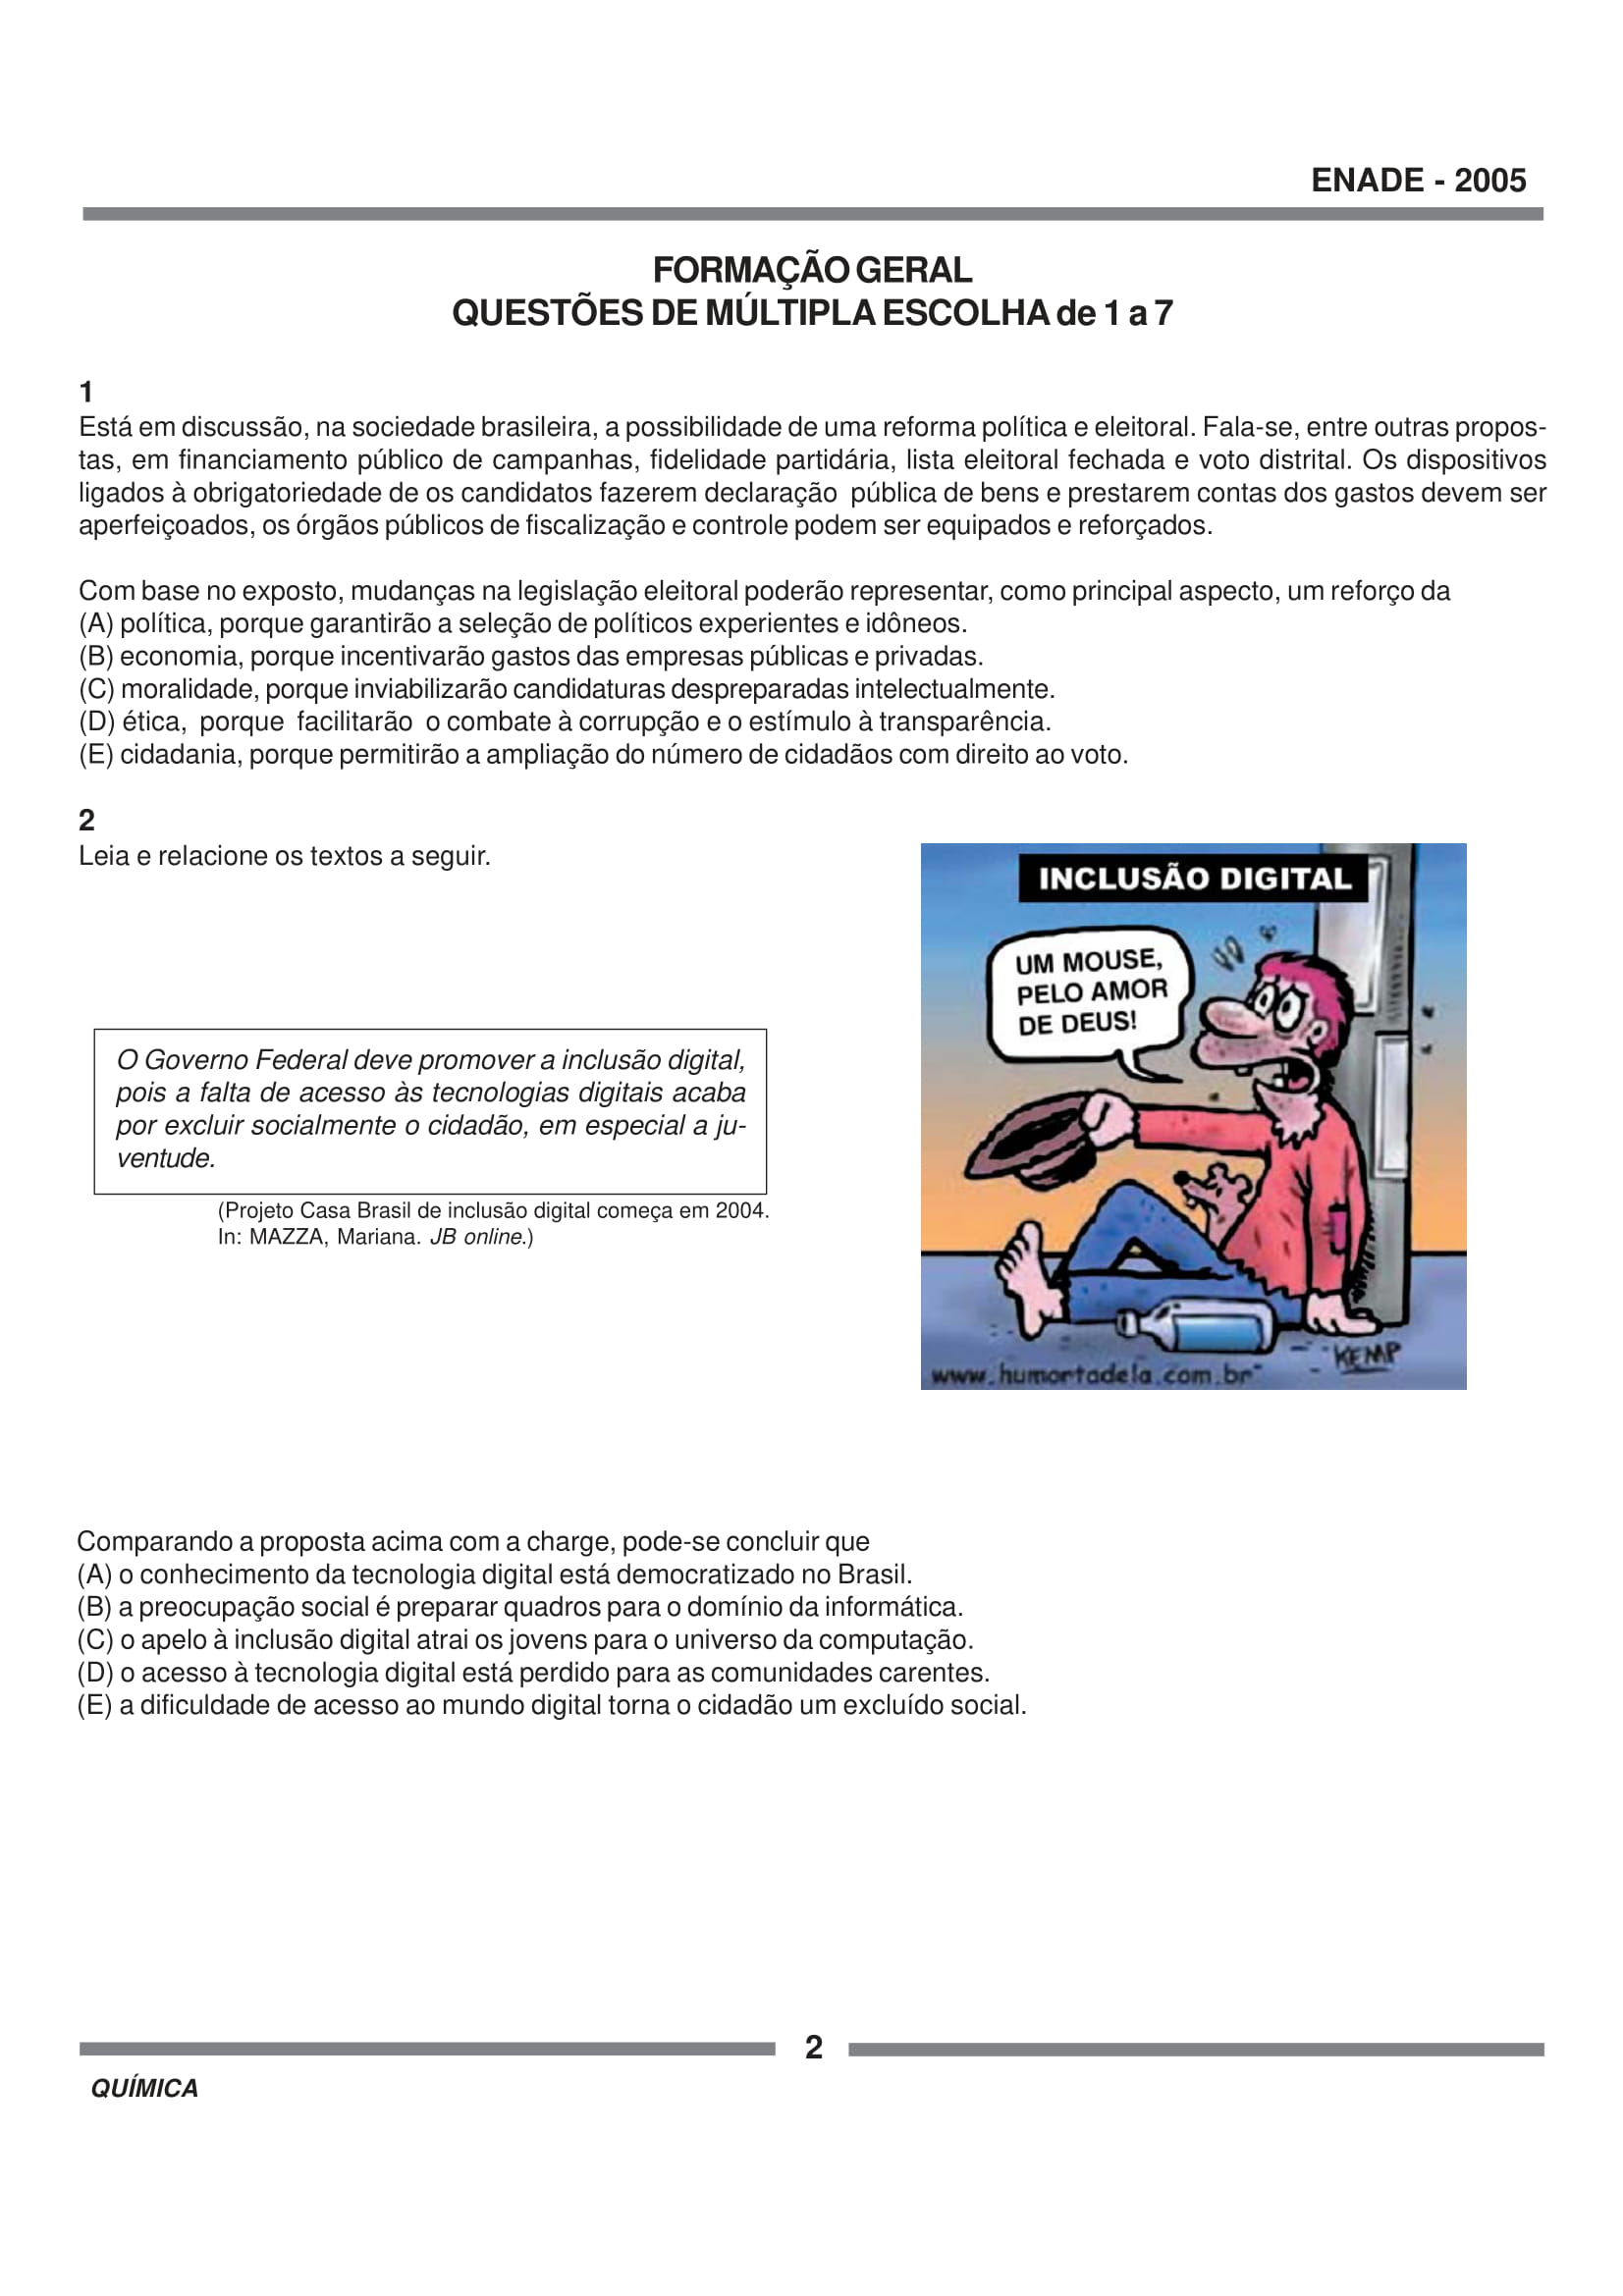 ENADE - 2005
FORMAÇÃO GERAL
QUESTÕES DE MÚLTIPLA ESCOLHA de 1 a 7
1
Está em discussão, na sociedade brasileira, a possibilidade de uma reforma política e eleitoral. Fala-se, entre outras propos-
tas, em financiamento público de campanhas, fidelidade partidária, lista eleitoral fechada e voto distrital. Os dispositivos
ligados à obrigatoriedade de os candidatos fazerem declaração pública de bens e prestarem contas dos gastos devem ser
aperfeiçoados, os órgãos públicos de fiscalização e controle podem ser equipados e reforçados.
Com base no exposto, mudanças na legislação eleitoral poderão representar, como principal aspecto, um reforço da
(A) política, porque garantirão a seleção de políticos experientes e idôneos.
(B) economia, porque incentivarão gastos das empresas públicas e privadas.
(C) moralidade, porque inviabilizarão candidaturas despreparadas intelectualmente.
(D) ética, porque facilitarão o combate à corrupção e o estímulo à transparência.
(E) cidadania, porque permitirão a ampliação do número de cidadãos com direito ao voto.
2
Leia e relacione os textos a seguir.
O Governo Federal deve promover a inclusão digital,
pois a falta de acesso às tecnologias digitais acaba
por excluir socialmente o cidadão, em especial a ju-
ventude.
(Projeto Casa Brasil de inclusão digital começa em 2004.
In: MAZZA, Mariana. JB online.)
INCLUSÃO DIGITAL
UM MOUSE,
PELO AMOR
DE DEUS!
KEMP
www.humortadela.com.br
Comparando a proposta acima com a charge, pode-se concluir que
(A) o conhecimento da tecnologia digital está democratizado no Brasil.
(B) a preocupação social é preparar quadros para o domínio da informática.
(C) o apelo à inclusão digital atrai os jovens para o universo da computação.
(D) o acesso à tecnologia digital está perdido para as comunidades carentes.
(E) a dificuldade de acesso ao mundo digital torna o cidadão um excluído social.
2
QUÍMICA